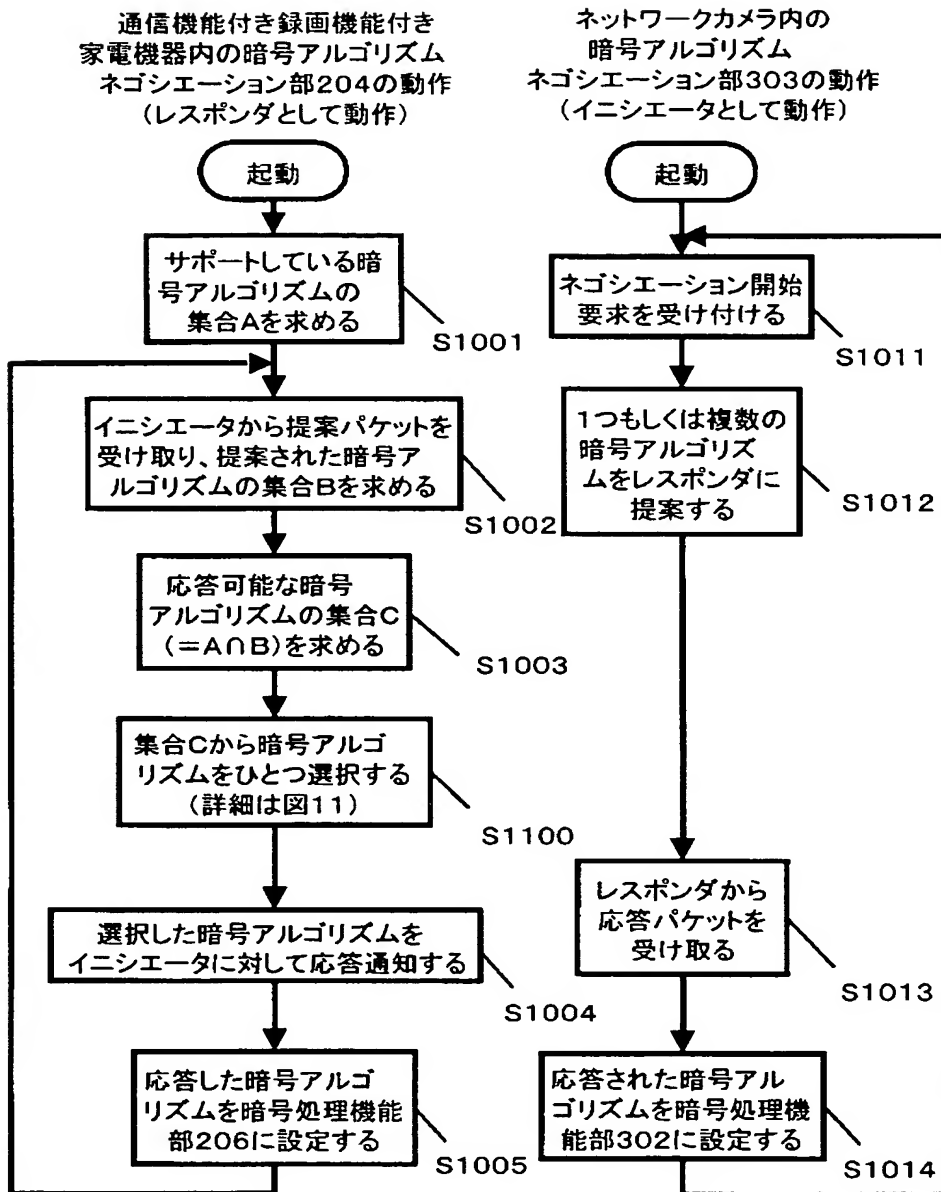 通信機能付き録画機能付き
家電機器内の暗号アルゴリズム
ネゴシエーション部204の動作
(レスポンダとして動作)
起動
サポートしている暗
号アルゴリズムの
集合Aを求める
S1001
イニシエータから提案パケットを
受け取り、提案された暗号ア
ルゴリズムの集合Bを求める
S1002
応答可能な暗号
アルゴリズムの集合C
(=A∩B)を求める
S1003
集合Cから暗号アルゴ
リズムをひとつ選択する
(詳細は図11)
S1100
選択した暗号アルゴリズムを
イニシエータに対して応答通知する
S1004
応答した暗号アルゴ
リズムを暗号処理機能
部206に設定する
S1005
ネットワークカメラ内の
暗号アルゴリズム
ネゴシエーション部303の動作
(イニシエータとして動作)
起動
ネゴシエーション開始
要求を受け付ける
S1011
1つもしくは複数の
暗号アルゴリズ
ムをレスポンダに
提案する
S1012
レスポンダから
応答パケットを
受け取る
S1013
応答された暗号アル
ゴリズムを暗号処理機
能部302に設定する
S1014